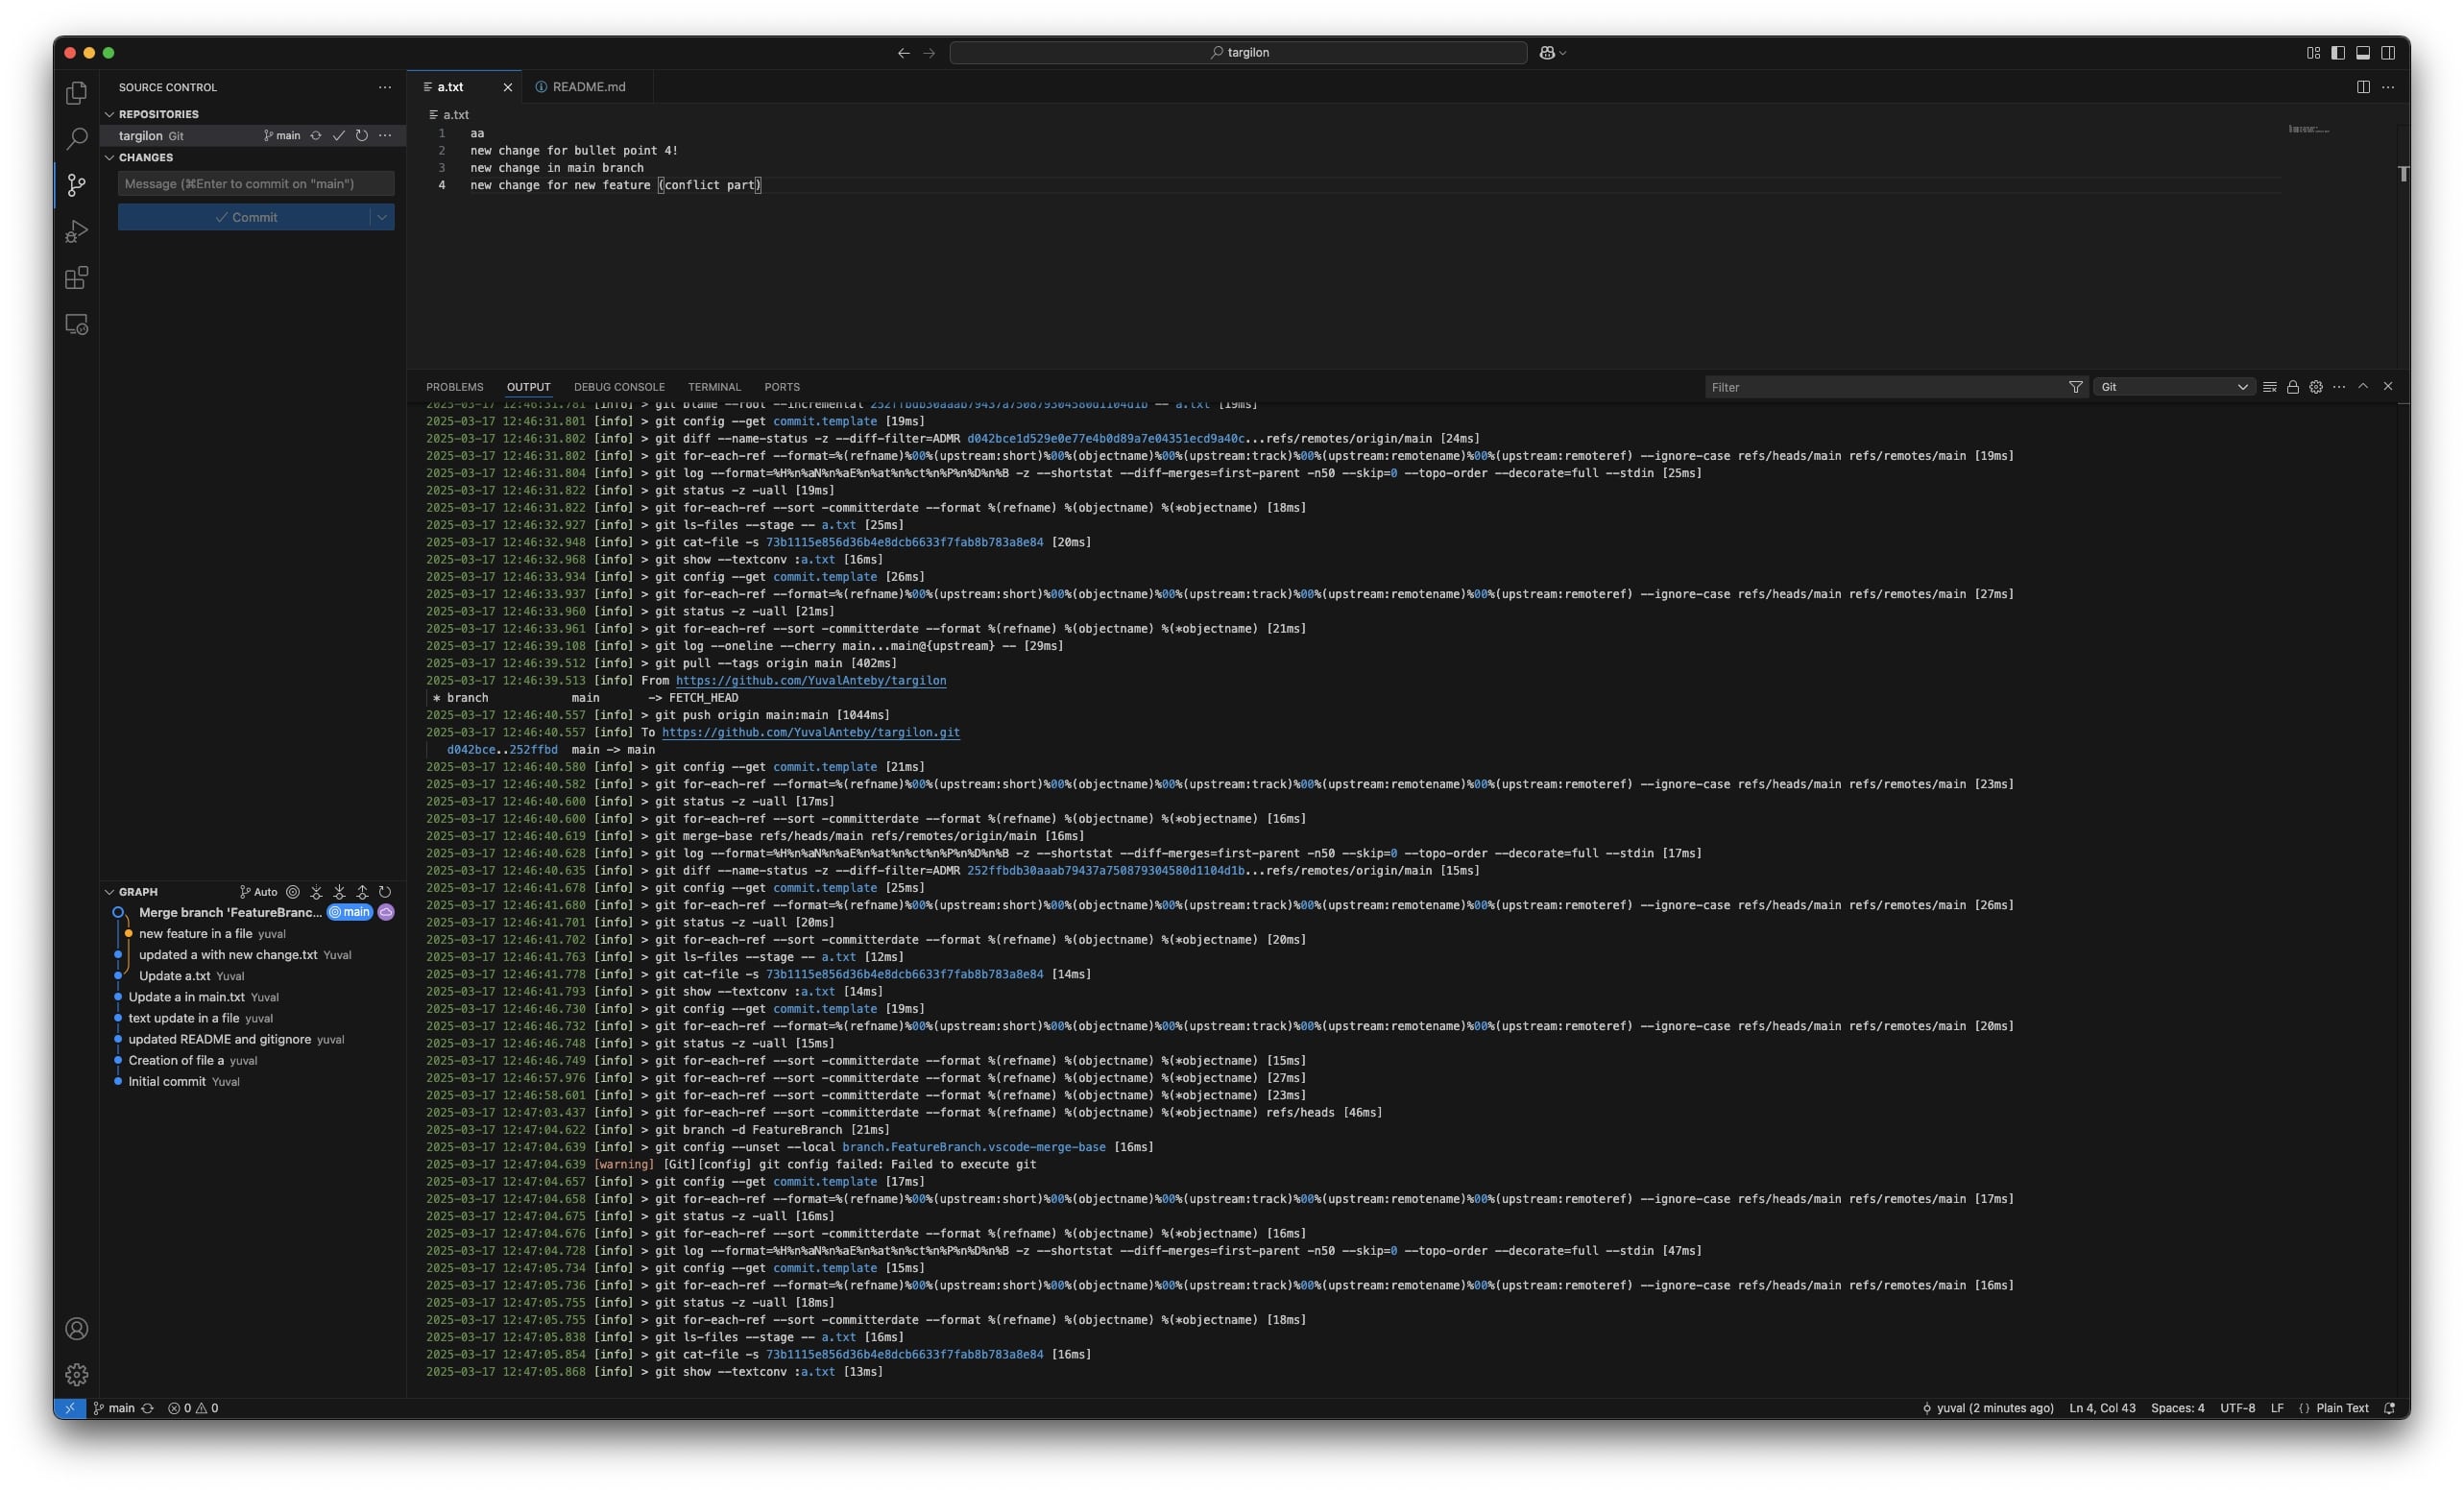 targilon
SOURCE CONTROL
REPOSITORIES
targilon Git main
CHANGES
Message (⌘Enter to commit on "main")
Commit
a.txt
README.md
a.txt
1 aa
2 new change for bullet point 4!
3 new change in main branch
4 new change for new feature (conflict part)
PROBLEMS OUTPUT DEBUG CONSOLE TERMINAL PORTS
Filter
Git
2025-03-17 12:46:31.781 [info] > git blame --root --incremental 252ffbdb30aaab79437a750879304580d1104d1b -- a.txt [19ms]
2025-03-17 12:46:31.801 [info] > git config --get commit.template [19ms]
2025-03-17 12:46:31.802 [info] > git diff --name-status -z --diff-filter=ADMR d042bce1d529e0e77e4b0d89a7e04351ecd9a40c...refs/remotes/origin/main [24ms]
2025-03-17 12:46:31.802 [info] > git for-each-ref --format=%(refname)%00%(upstream:short)%00%(objectname)%00%(upstream:track)%00%(upstream:remotename)%00%(upstream:remoteref) --ignore-case refs/heads/main refs/remotes/main [19ms]
2025-03-17 12:46:31.804 [info] > git log --format=%H%n%aN%n%aE%n%at%n%ct%n%P%n%D%n%B -z --shortstat --diff-merges=first-parent -n50 --skip=0 --topo-order --decorate=full --stdin [25ms]
2025-03-17 12:46:31.822 [info] > git status -z -uall [19ms]
2025-03-17 12:46:31.822 [info] > git for-each-ref --sort -committerdate --format %(refname) %(objectname) %(*objectname) [18ms]
2025-03-17 12:46:32.927 [info] > git ls-files --stage -- a.txt [25ms]
2025-03-17 12:46:32.948 [info] > git cat-file -s 73b1115e856d36b4e8dcb6633f7fab8b783a8e84 [20ms]
2025-03-17 12:46:32.968 [info] > git show --textconv :a.txt [16ms]
2025-03-17 12:46:33.934 [info] > git config --get commit.template [26ms]
2025-03-17 12:46:33.937 [info] > git for-each-ref --format=%(refname)%00%(upstream:short)%00%(objectname)%00%(upstream:track)%00%(upstream:remotename)%00%(upstream:remoteref) --ignore-case refs/heads/main refs/remotes/main [27ms]
2025-03-17 12:46:33.960 [info] > git status -z -uall [21ms]
2025-03-17 12:46:33.961 [info] > git for-each-ref --sort -committerdate --format %(refname) %(objectname) %(*objectname) [21ms]
2025-03-17 12:46:39.108 [info] > git log --oneline --cherry main...main@{upstream} -- [29ms]
2025-03-17 12:46:39.512 [info] > git pull --tags origin main [402ms]
2025-03-17 12:46:39.513 [info] From https://github.com/YuvalAnteby/targilon
* branch main -> FETCH_HEAD
2025-03-17 12:46:40.557 [info] > git push origin main:main [1044ms]
2025-03-17 12:46:40.557 [info] To https://github.com/YuvalAnteby/targilon.git
d042bce..252ffbd main -> main
2025-03-17 12:46:40.580 [info] > git config --get commit.template [21ms]
2025-03-17 12:46:40.582 [info] > git for-each-ref --format=%(refname)%00%(upstream:short)%00%(objectname)%00%(upstream:track)%00%(upstream:remotename)%00%(upstream:remoteref) --ignore-case refs/heads/main refs/remotes/main [23ms]
2025-03-17 12:46:40.600 [info] > git status -z -uall [17ms]
2025-03-17 12:46:40.600 [info] > git for-each-ref --sort -committerdate --format %(refname) %(objectname) %(*objectname) [16ms]
2025-03-17 12:46:40.619 [info] > git merge-base refs/heads/main refs/remotes/origin/main [16ms]
2025-03-17 12:46:40.628 [info] > git log --format=%H%n%aN%n%aE%n%at%n%ct%n%P%n%D%n%B -z --shortstat --diff-merges=first-parent -n50 --skip=0 --topo-order --decorate=full --stdin [17ms]
2025-03-17 12:46:40.635 [info] > git diff --name-status -z --diff-filter=ADMR 252ffbdb30aaab79437a750879304580d1104d1b...refs/remotes/origin/main [15ms]
2025-03-17 12:46:41.678 [info] > git config --get commit.template [25ms]
2025-03-17 12:46:41.680 [info] > git for-each-ref --format=%(refname)%00%(upstream:short)%00%(objectname)%00%(upstream:track)%00%(upstream:remotename)%00%(upstream:remoteref) --ignore-case refs/heads/main refs/remotes/main [26ms]
2025-03-17 12:46:41.701 [info] > git status -z -uall [20ms]
2025-03-17 12:46:41.702 [info] > git for-each-ref --sort -committerdate --format %(refname) %(objectname) %(*objectname) [20ms]
2025-03-17 12:46:41.763 [info] > git ls-files --stage -- a.txt [12ms]
2025-03-17 12:46:41.778 [info] > git cat-file -s 73b1115e856d36b4e8dcb6633f7fab8b783a8e84 [14ms]
2025-03-17 12:46:41.793 [info] > git show --textconv :a.txt [14ms]
2025-03-17 12:46:46.730 [info] > git config --get commit.template [19ms]
2025-03-17 12:46:46.732 [info] > git for-each-ref --format=%(refname)%00%(upstream:short)%00%(objectname)%00%(upstream:track)%00%(upstream:remotename)%00%(upstream:remoteref) --ignore-case refs/heads/main refs/remotes/main [20ms]
2025-03-17 12:46:46.748 [info] > git status -z -uall [15ms]
2025-03-17 12:46:46.749 [info] > git for-each-ref --sort -committerdate --format %(refname) %(objectname) %(*objectname) [15ms]
2025-03-17 12:46:57.976 [info] > git for-each-ref --sort -committerdate --format %(refname) %(objectname) %(*objectname) [27ms]
2025-03-17 12:46:58.601 [info] > git for-each-ref --sort -committerdate --format %(refname) %(objectname) %(*objectname) [23ms]
2025-03-17 12:47:03.437 [info] > git for-each-ref --sort -committerdate --format %(refname) %(objectname) %(*objectname) refs/heads [46ms]
2025-03-17 12:47:04.622 [info] > git branch -d FeatureBranch [21ms]
2025-03-17 12:47:04.639 [info] > git config --unset --local branch.FeatureBranch.vscode-merge-base [16ms]
2025-03-17 12:47:04.639 [warning] [Git][config] git config failed: Failed to execute git
2025-03-17 12:47:04.657 [info] > git config --get commit.template [17ms]
2025-03-17 12:47:04.658 [info] > git for-each-ref --format=%(refname)%00%(upstream:short)%00%(objectname)%00%(upstream:track)%00%(upstream:remotename)%00%(upstream:remoteref) --ignore-case refs/heads/main refs/remotes/main [17ms]
2025-03-17 12:47:04.675 [info] > git status -z -uall [16ms]
2025-03-17 12:47:04.676 [info] > git for-each-ref --sort -committerdate --format %(refname) %(objectname) %(*objectname) [16ms]
2025-03-17 12:47:04.728 [info] > git log --format=%H%n%aN%n%aE%n%at%n%ct%n%P%n%D%n%B -z --shortstat --diff-merges=first-parent -n50 --skip=0 --topo-order --decorate=full --stdin [47ms]
2025-03-17 12:47:05.734 [info] > git config --get commit.template [15ms]
2025-03-17 12:47:05.736 [info] > git for-each-ref --format=%(refname)%00%(upstream:short)%00%(objectname)%00%(upstream:track)%00%(upstream:remotename)%00%(upstream:remoteref) --ignore-case refs/heads/main refs/remotes/main [16ms]
2025-03-17 12:47:05.755 [info] > git status -z -uall [18ms]
2025-03-17 12:47:05.755 [info] > git for-each-ref --sort -committerdate --format %(refname) %(objectname) %(*objectname) [18ms]
2025-03-17 12:47:05.838 [info] > git ls-files --stage -- a.txt [16ms]
2025-03-17 12:47:05.854 [info] > git cat-file -s 73b1115e856d36b4e8dcb6633f7fab8b783a8e84 [16ms]
2025-03-17 12:47:05.868 [info] > git show --textconv :a.txt [13ms]
GRAPH Auto
Merge branch 'FeatureBranc... main
new feature in a file yuval
updated a with new change.txt Yuval
Update a.txt Yuval
Update a in main.txt Yuval
text update in a file yuval
updated README and gitignore yuval
Creation of file a yuval
Initial commit Yuval
main 0 0
yuval (2 minutes ago) Ln 4, Col 43 Spaces: 4 UTF-8 LF {} Plain Text